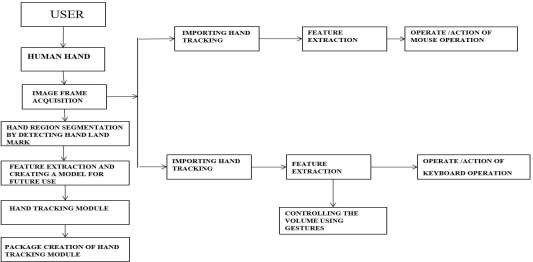 USER
HUMAN HAND
IMAGE FRAME
ACQUISITION
HAND REGION SEGMENTATION
BY DETECTING HAND LAND
MARK
FEATURE EXTRACTION AND
CREATING A MODEL FOR
FUTURE USE
HAND TRACKING MODULE
PACKAGE CREATION OF HAND
TRACKING MODULE
IMPORTING HAND
TRACKING
FEATURE
EXTRACTION
OPERATE /ACTION OF
MOUSE OPERATION
IMPORTING HAND
TRACKING
FEATURE
EXTRACTION
OPERATE /ACTION OF
KEYBOARD OPERATION
CONTROLLING THE
VOLUME USING
GESTURES